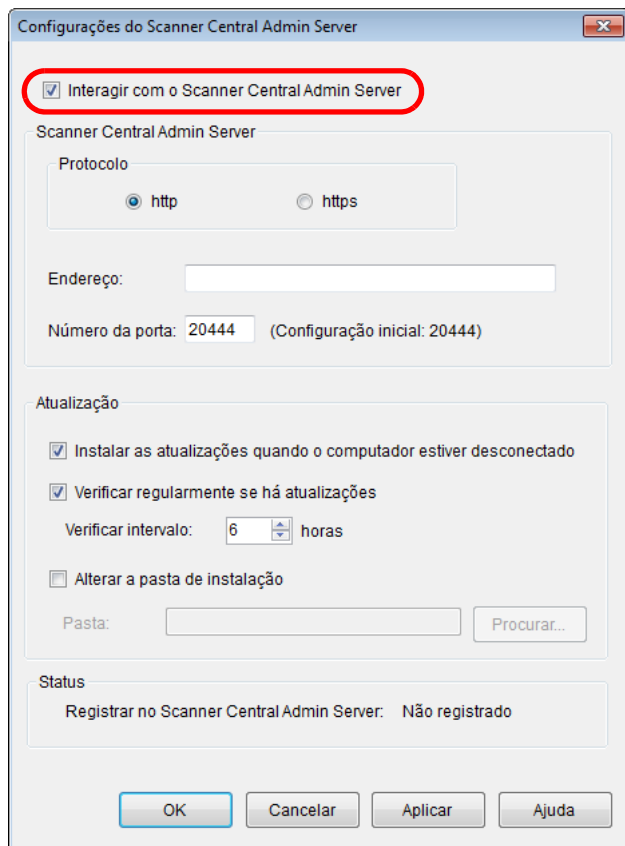 Configurações do Scanner Central Admin Server
Interagir com o Scanner Central Admin Server
Scanner Central Admin Server
Protocolo
http https
Endereço:
Número da porta: 20444 (Configuração inicial: 20444)
Atualização
Instalar as atualizações quando o computador estiver desconectado
Verificar regularmente se há atualizações
Verificar intervalo: 6 horas
Alterar a pasta de instalação
Pasta: Procurar...
Status
Registrar no Scanner Central Admin Server: Não registrado
OK Cancelar Aplicar Ajuda